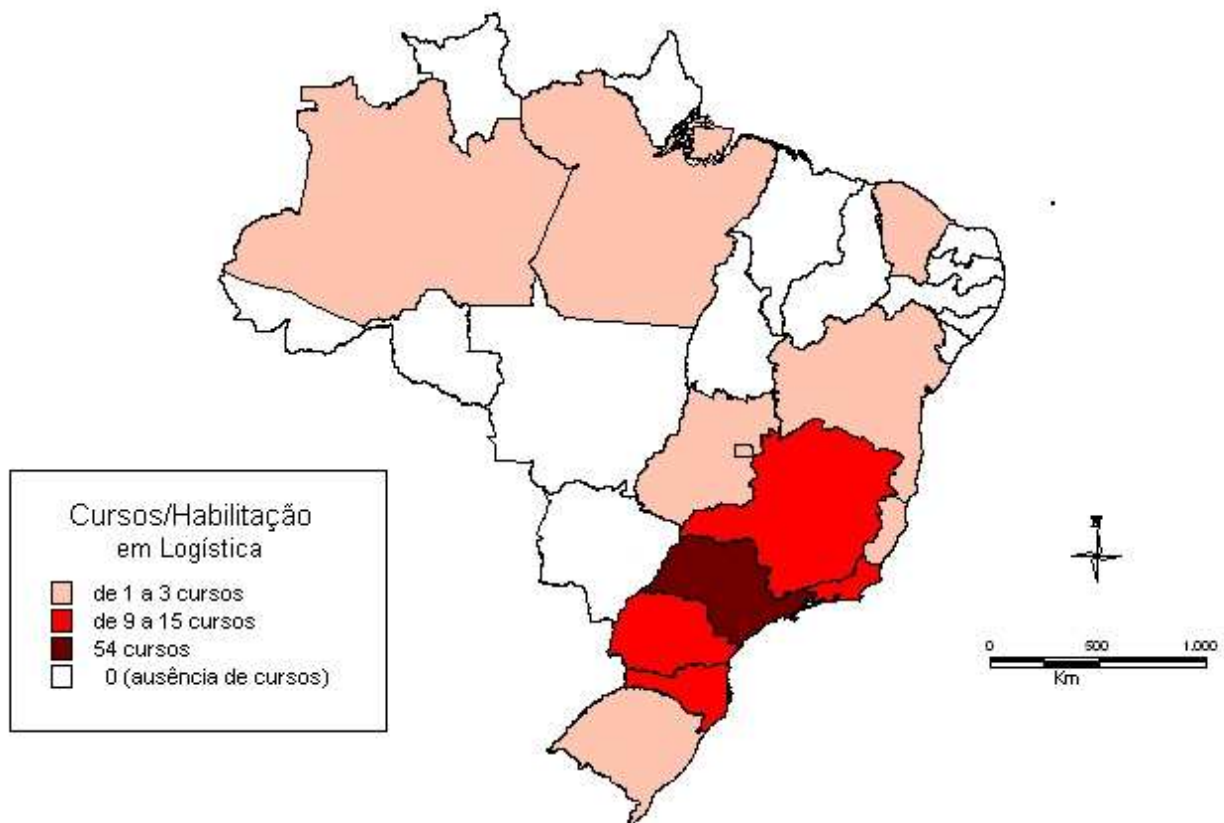 Cursos/Habilitação
em Logística
de 1 a 3 cursos
de 9 a 15 cursos
54 cursos
0 (ausência de cursos)
N
0 500 1.000
Km